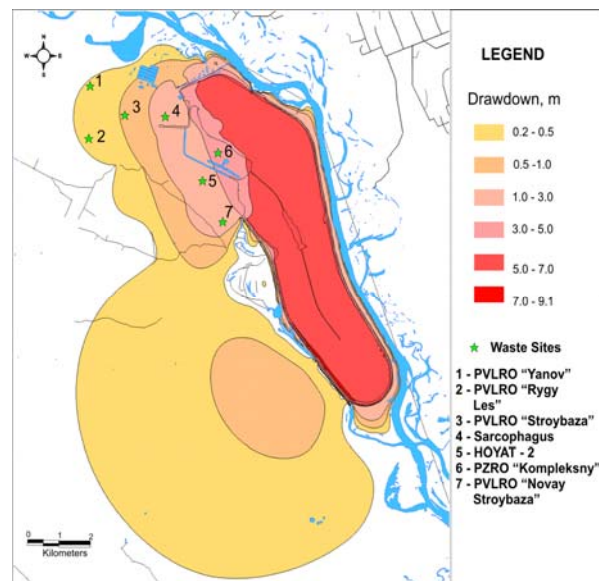 N
W E
S
1
2
3
4
5
6
7
0 1 2
Kilometers
LEGEND
Drawdown, m
0.2 - 0.5
0.5 - 1.0
1.0 - 3.0
3.0 - 5.0
5.0 - 7.0
7.0 - 9.1
Waste Sites
1 - PVLRO “Yanov”
2 - PVLRO “Rygy
Les”
3 - PVLRO “Stroybaza”
4 - Sarcophagus
5 - HOYAT - 2
6 - PZRO “Kompleksny”
7 - PVLRO “Novay
Stroybaza”